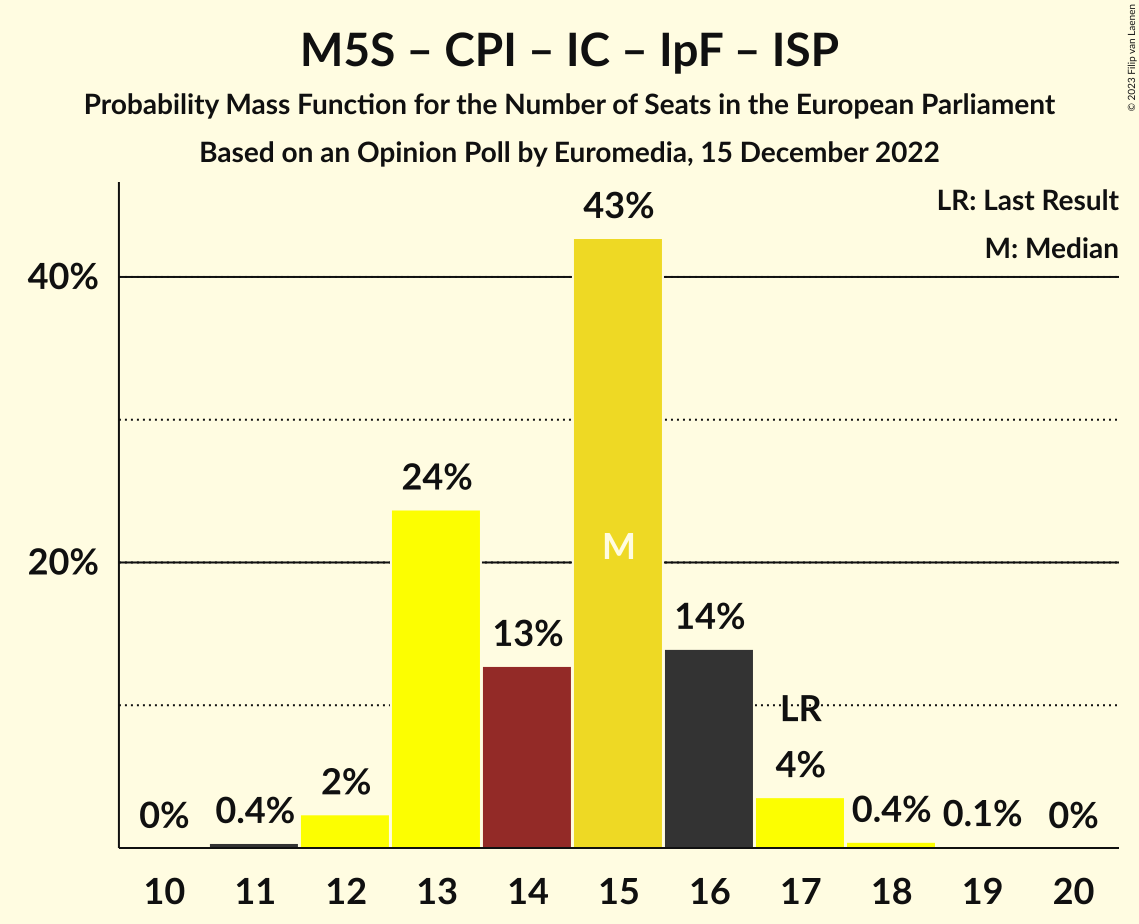 M5S – CPI – IC – IpF – ISP
Probability Mass Function for the Number of Seats in the European Parliament
Based on an Opinion Poll by Euromedia, 15 December 2022
© 2023 Filip van Laenen
LR: Last Result
M: Median
43%
40%
24%
M
20%
13%
14%
LR
4%
0%
0.4%
2%
0.4%
0.1%
0%
10 11 12 13 14 15 16 17 18 19 20